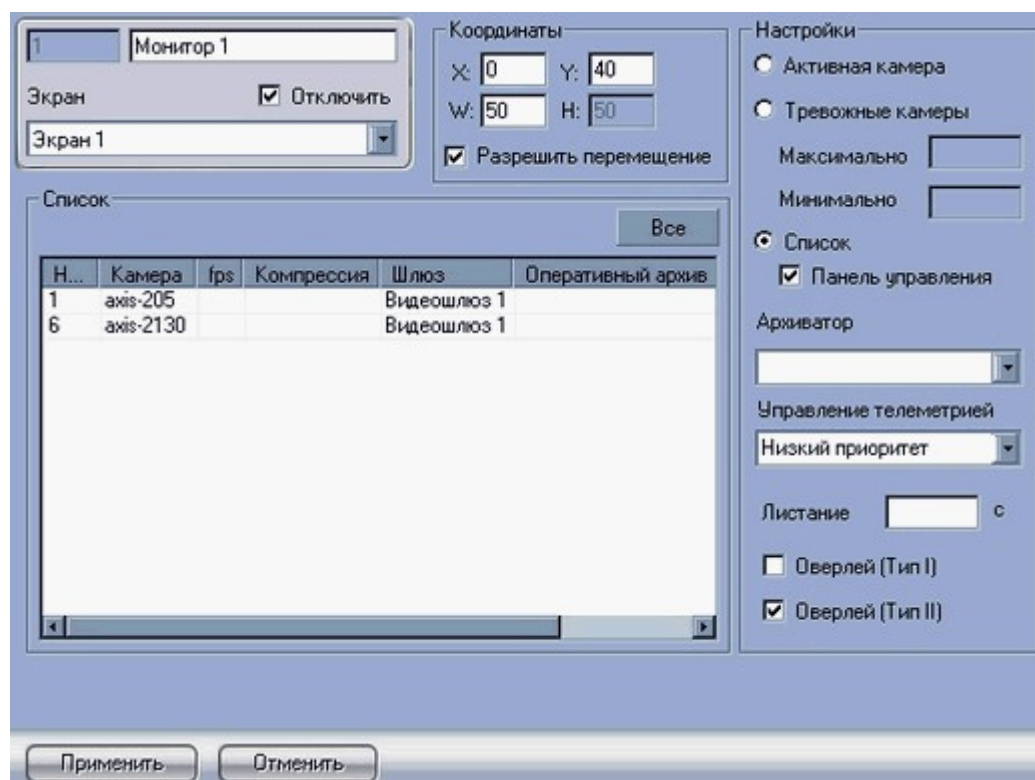 1 Монитор 1
Экран Отключить
Экран 1
Координаты
X: 0 Y: 40
W: 50 H: 50
Разрешить перемещение
Список
Все
Н... Камера fps Компрессия Шлюз Оперативный архив
1 axis-205 Видеошлюз 1
6 axis-2130 Видеошлюз 1
Настройки
Активная камера
Тревожные камеры
Максимально
Минимально
Список
Панель управления
Архиватор
Управление телеметрией
Низкий приоритет
Листание с
Оверлей (Тип I)
Оверлей (Тип II)
Применить Отменить